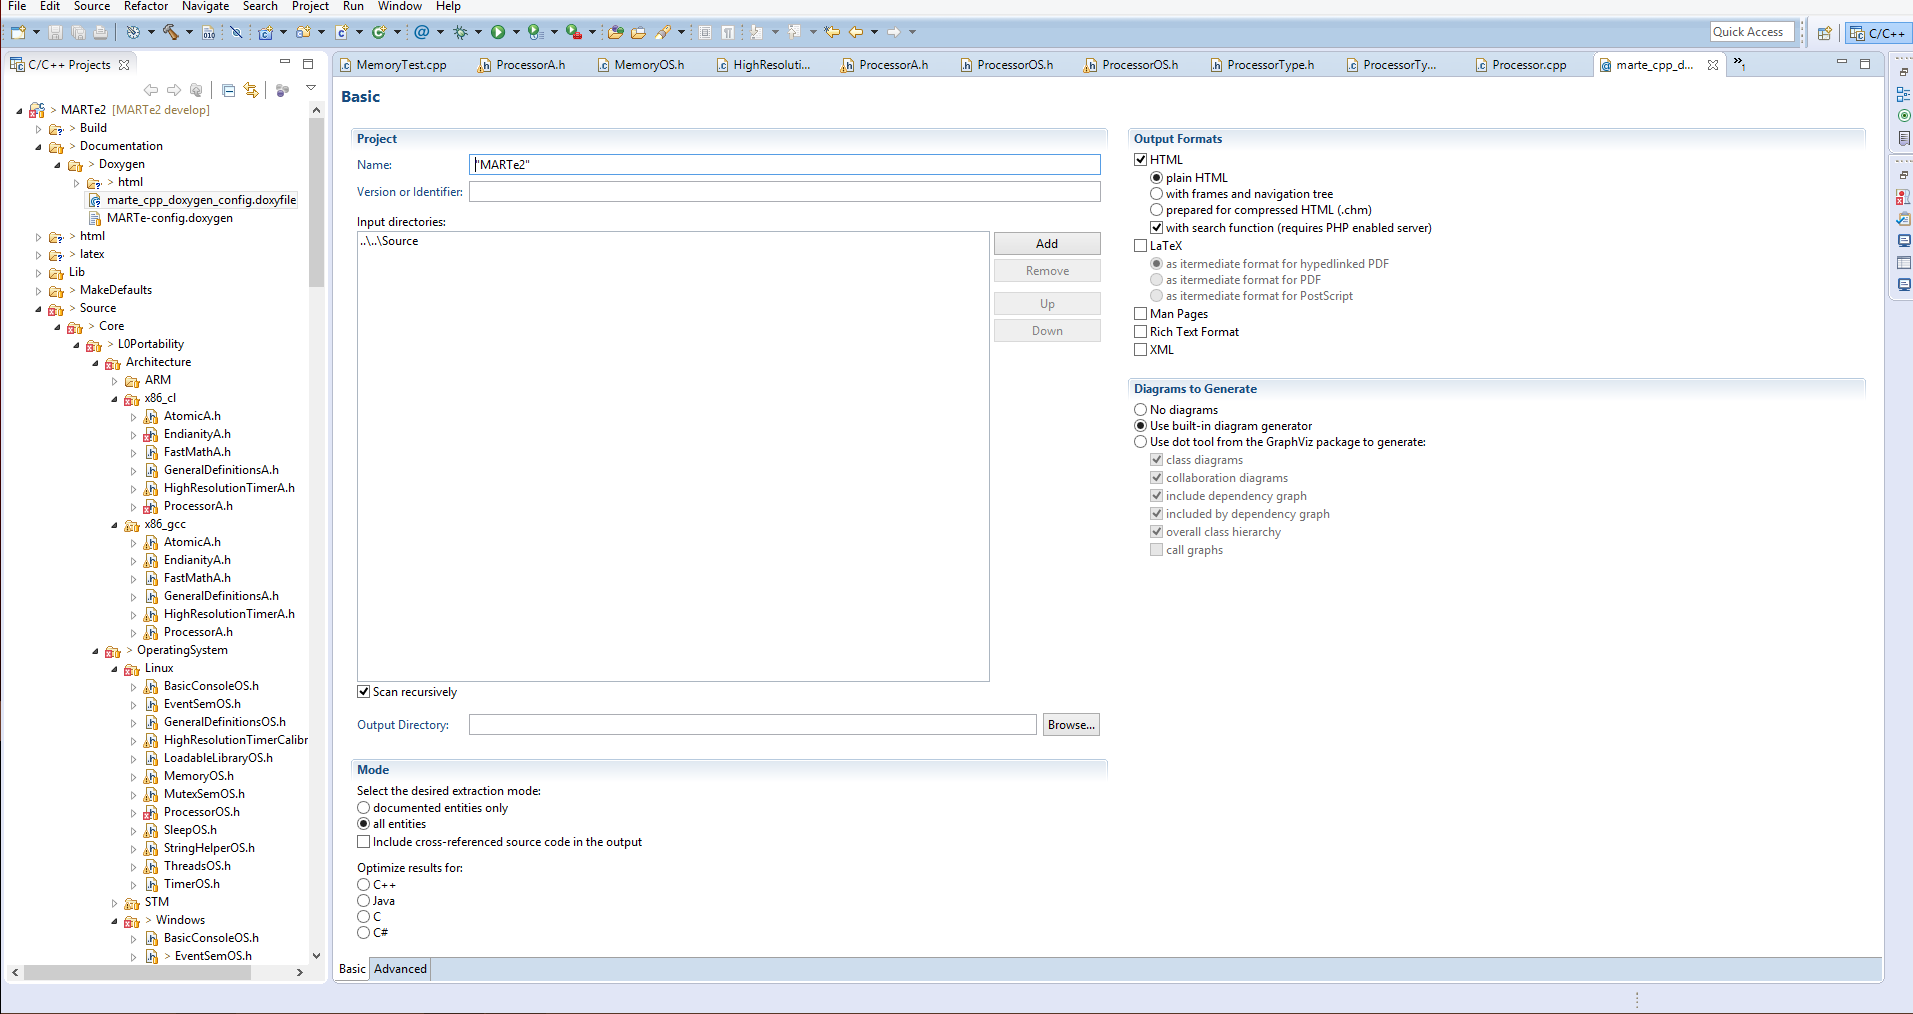 File Edit Source Refactor Navigate Search Project Run Window Help
Quick Access
C/C++
C/C++ Projects
MemoryTest.cpp
ProcessorA.h
MemoryOS.h
HighResoluti...
ProcessorA.h
ProcessorOS.h
ProcessorOS.h
ProcessorType.h
ProcessorTy...
Processor.cpp
marte_cpp_d...
»1
> MARTe2 [MARTe2 develop]
> Build
> Documentation
> Doxygen
> html
marte_cpp_doxygen_config.doxyfile
MARTe-config.doxygen
> html
> latex
Lib
> MakeDefaults
> Source
> Core
> L0Portability
Architecture
ARM
x86_cl
AtomicA.h
EndianityA.h
FastMathA.h
GeneralDefinitionsA.h
HighResolutionTimerA.h
ProcessorA.h
x86_gcc
AtomicA.h
EndianityA.h
FastMathA.h
GeneralDefinitionsA.h
HighResolutionTimerA.h
ProcessorA.h
> OperatingSystem
Linux
BasicConsoleOS.h
EventSemOS.h
GeneralDefinitionsOS.h
HighResolutionTimerCalibr
LoadableLibraryOS.h
MemoryOS.h
MutexSemOS.h
ProcessorOS.h
SleepOS.h
StringHelperOS.h
ThreadsOS.h
TimerOS.h
STM
> Windows
BasicConsoleOS.h
> EventSemOS.h
Basic
Project
Name: "MARTe2"
Version or Identifier:
Input directories:
..\..\Source
Add
Remove
Up
Down
Scan recursively
Output Directory:
Browse...
Mode
Select the desired extraction mode:
documented entities only
all entities
Include cross-referenced source code in the output
Optimize results for:
C++
Java
C
C#
Basic Advanced
Output Formats
HTML
plain HTML
with frames and navigation tree
prepared for compressed HTML (.chm)
with search function (requires PHP enabled server)
LaTeX
as itermediate format for hypedlinked PDF
as itermediate format for PDF
as itermediate format for PostScript
Man Pages
Rich Text Format
XML
Diagrams to Generate
No diagrams
Use built-in diagram generator
Use dot tool from the GraphViz package to generate:
class diagrams
collaboration diagrams
include dependency graph
included by dependency graph
overall class hierarchy
call graphs